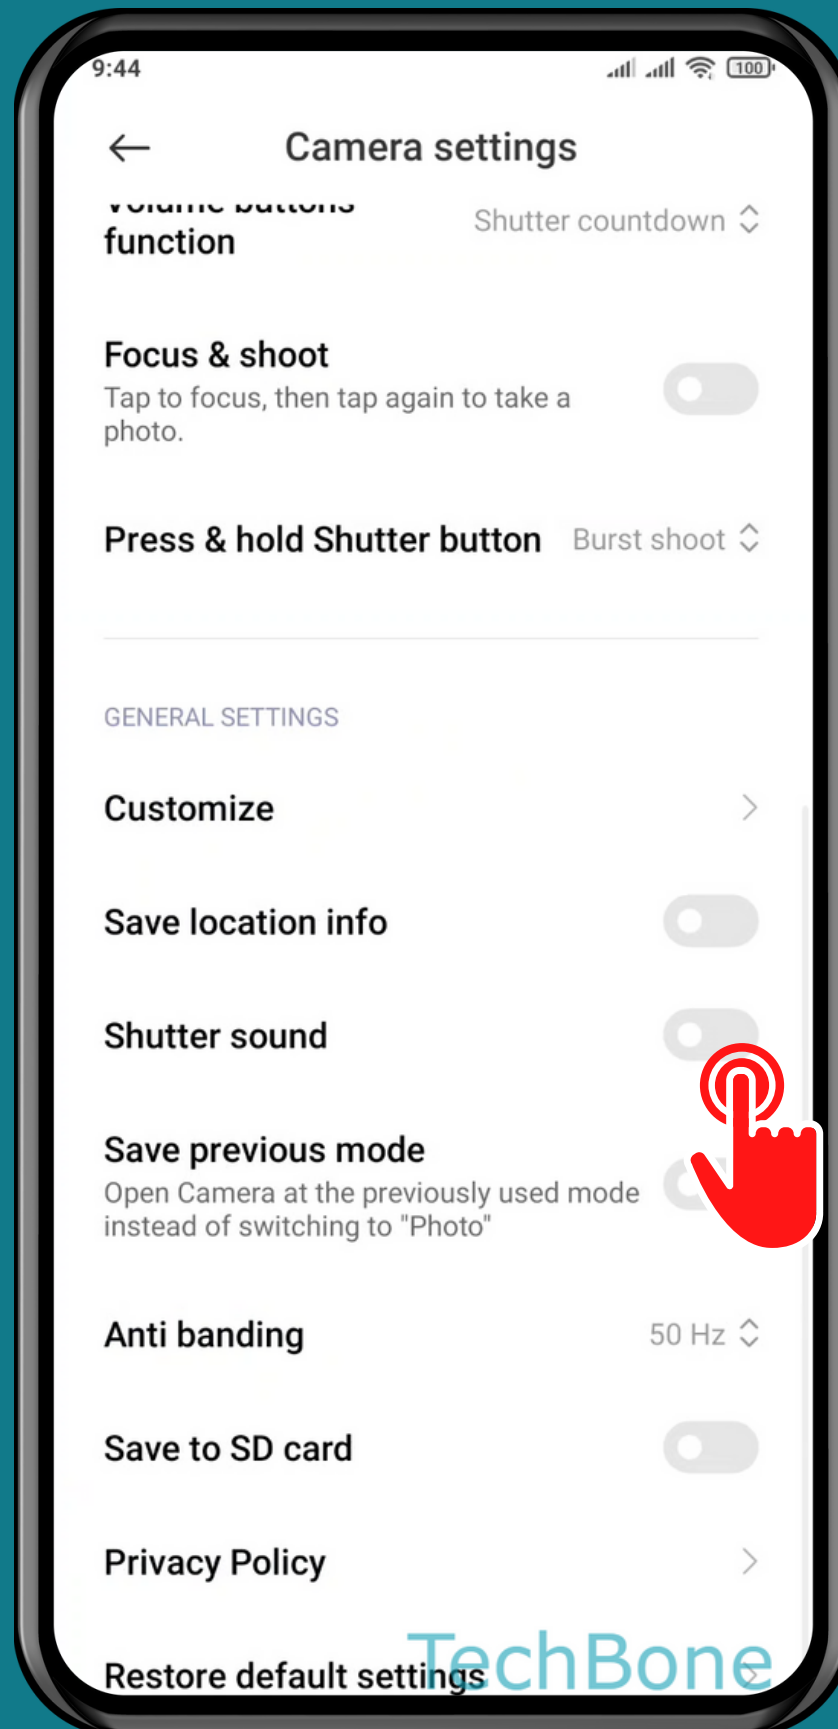 9:44
100
Camera settings
Volume buttons
function
Shutter countdown
Focus & shoot
Tap to focus, then tap again to take a
photo.
Press & hold Shutter button
Burst shoot
GENERAL SETTINGS
Customize
Save location info
Shutter sound
Save previous mode
Open Camera at the previously used mode
instead of switching to "Photo"
Anti banding
50 Hz
Save to SD card
Privacy Policy
Restore default settings
TechBone